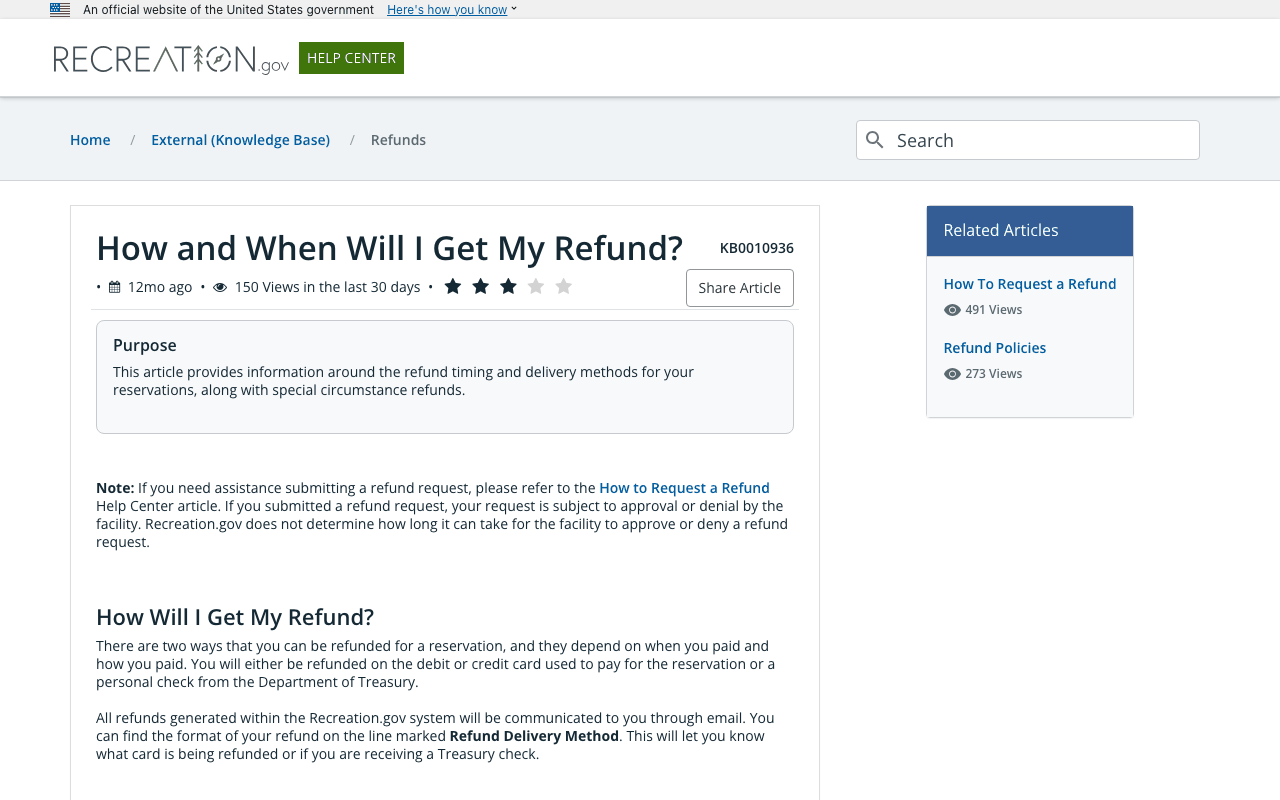 An official website of the United States government Here's how you know
RECREATION.gov HELP CENTER
Home / External (Knowledge Base) / Refunds
Search
How and When Will I Get My Refund?
KB0010936
• 12mo ago • 150 Views in the last 30 days •
Share Article
Purpose
This article provides information around the refund timing and delivery methods for your
reservations, along with special circumstance refunds.
Note: If you need assistance submitting a refund request, please refer to the How to Request a Refund
Help Center article. If you submitted a refund request, your request is subject to approval or denial by the
facility. Recreation.gov does not determine how long it can take for the facility to approve or deny a refund
request.
How Will I Get My Refund?
There are two ways that you can be refunded for a reservation, and they depend on when you paid and
how you paid. You will either be refunded on the debit or credit card used to pay for the reservation or a
personal check from the Department of Treasury.
All refunds generated within the Recreation.gov system will be communicated to you through email. You
can find the format of your refund on the line marked Refund Delivery Method. This will let you know
what card is being refunded or if you are receiving a Treasury check.
Related Articles
How To Request a Refund
491 Views
Refund Policies
273 Views